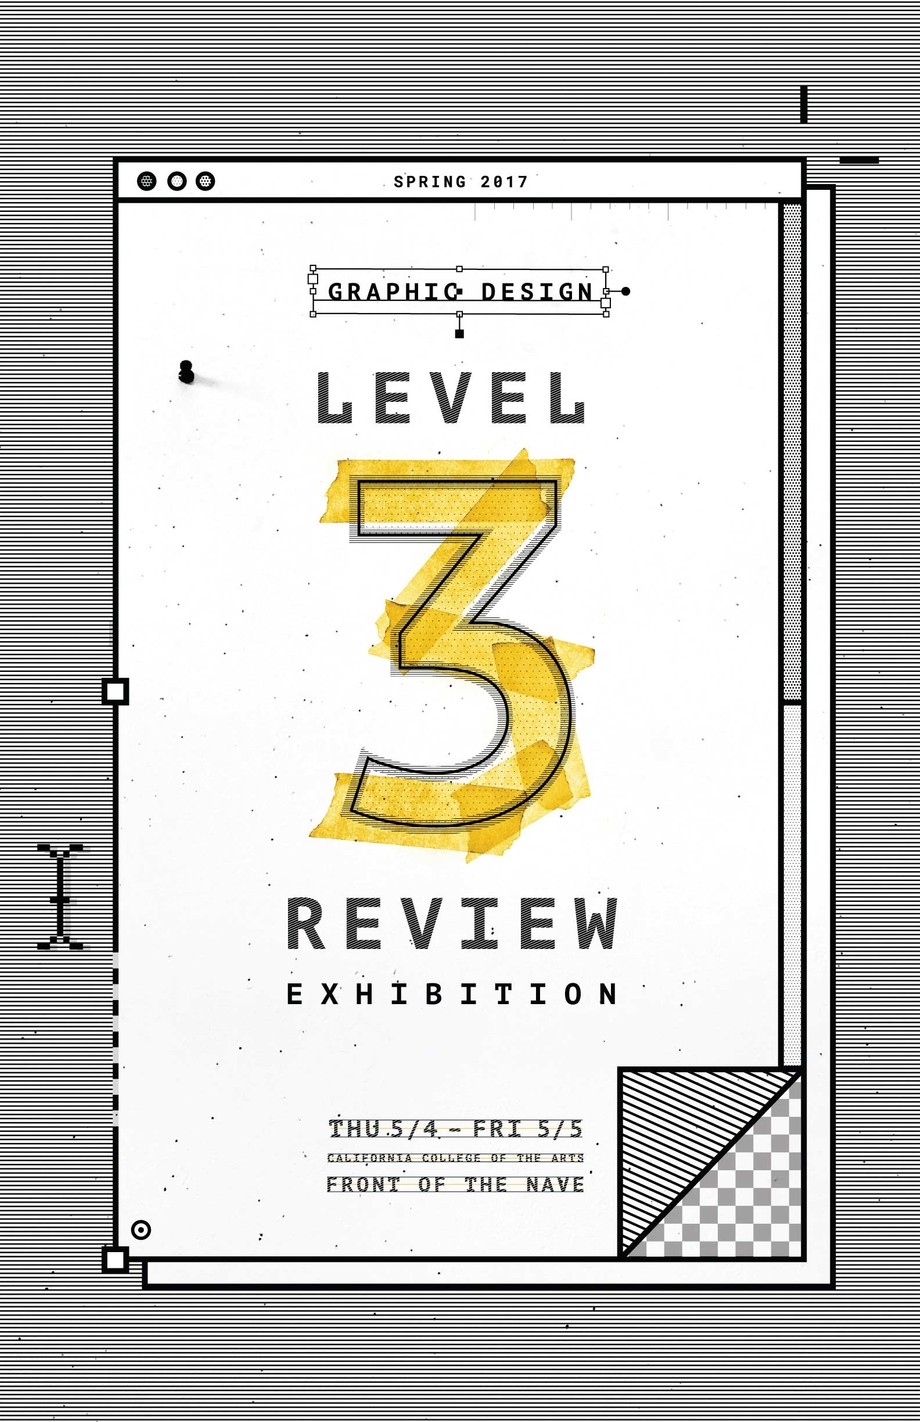 SPRING 2017
GRAPHIC DESIGN
LEVEL
3
REVIEW
EXHIBITION
THU 5/4 – FRI 5/5
CALIFORNIA COLLEGE OF THE ARTS
FRONT OF THE NAVE